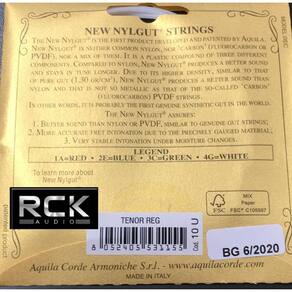 NEW NYLGUT® STRINGS
THE NEW NYLGUT® IS THE FIRST PRODUCT DEVELOPED AND PATENTED BY AQUILA.
NEW NYLGUT® IS NEITHER COMMON NYLON, NOR 'CARBON' (FLUOROCARBON OR
PVDF), NOR A MIX OF THEM. IT IS A PLASTIC COMPOUND OF THREE DIFFERENT
COMPONENTS. COMPARED TO NYLON, NEW NYLGUT® PRODUCES A BETTER SOUND
AND STAYS IN TUNE LONGER. DUE TO ITS HIGHER DENSITY, SIMILAR TO THAT
OF PURE GUT (1.30 GR/CM³), NEW NYLGUT® PRODUCES A BETTER SOUND THAN
NYLON AND THAT IS NOT SO METALLIC AS THAT OF THE SO-CALLED 'CARBON'
(FLUOROCARBON) PVDF STRINGS.
IN OTHER WORDS, IT IS PROBABLY THE FIRST GENUINE SYNTHETIC GUT IN THE WORLD.
THE NEW NYLGUT® ASSURES:
1. BETTER SOUND THAN NYLON OR PVDF, SIMILAR TO GENUINE GUT STRINGS.
2. MORE ACCURATE FRET INTONATION DUE TO THE PRECISELY GAUGED MATERIAL.
3. VERY STABLE INTONATION UNDER MOISTURE CHANGES.
LEGEND
1A=RED • 2E=BLUE • 3C=GREEN • 4G=WHITE
To learn more about
New Nylgut®
RCK
AUDIO
patented product
TENOR REG
8 052405 531155
Cod. 10 U
MIX
Paper
FSC
FSC® C105597
BG 6/2020
Aquila Corde Armoniche S.r.l. - www.aquilacorde.com
MADE IN ITALY